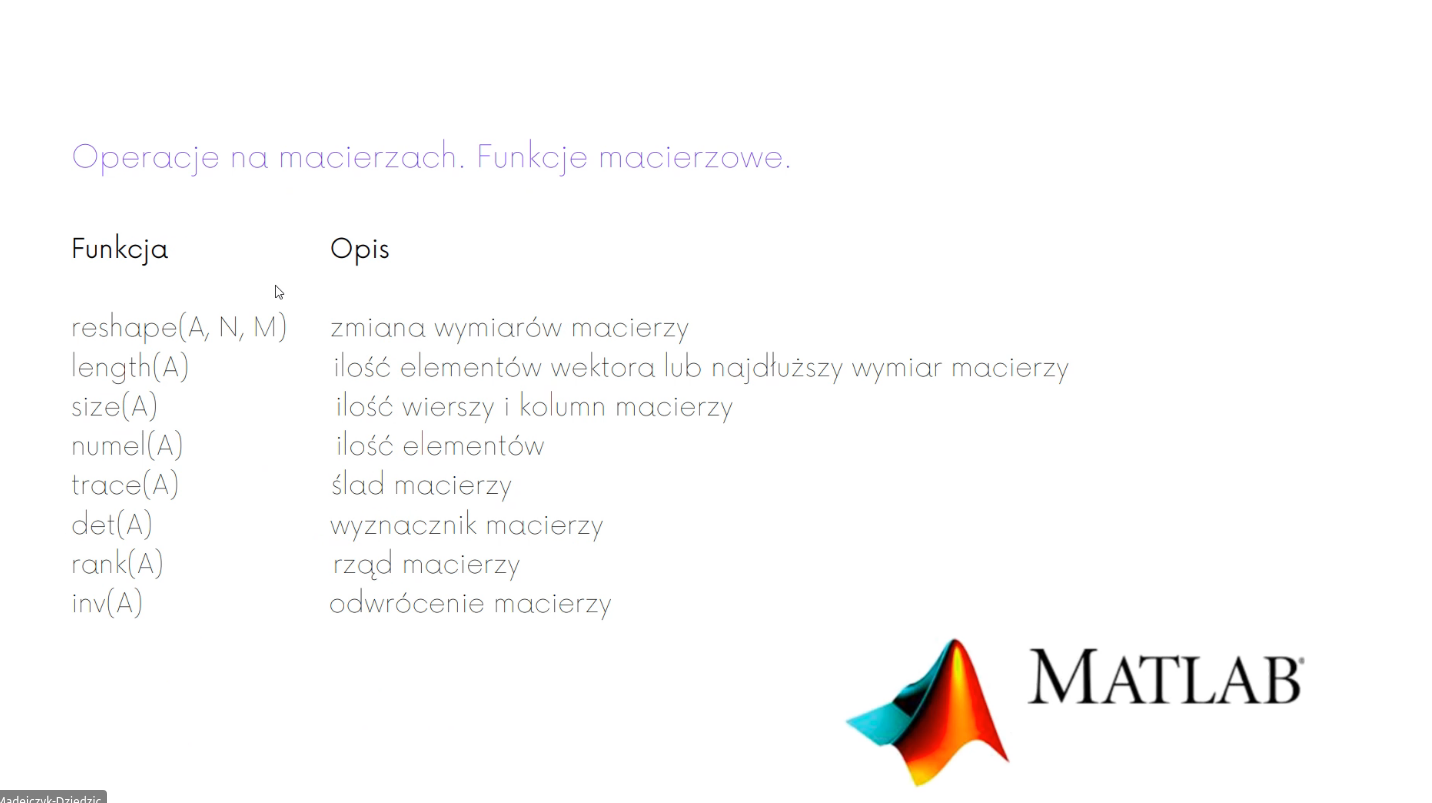 Operacje na macierzach. Funkcje macierzowe.
Funkcja Opis
reshape(A, N, M) zmiana wymiarów macierzy
length(A) ilość elementów wektora lub najdłuższy wymiar macierzy
size(A) ilość wierszy i kolumn macierzy
numel(A) ilość elementów
trace(A) ślad macierzy
det(A) wyznacznik macierzy
rank(A) rząd macierzy
inv(A) odwrócenie macierzy
MATLAB®
Madejczyk-Dziedzic